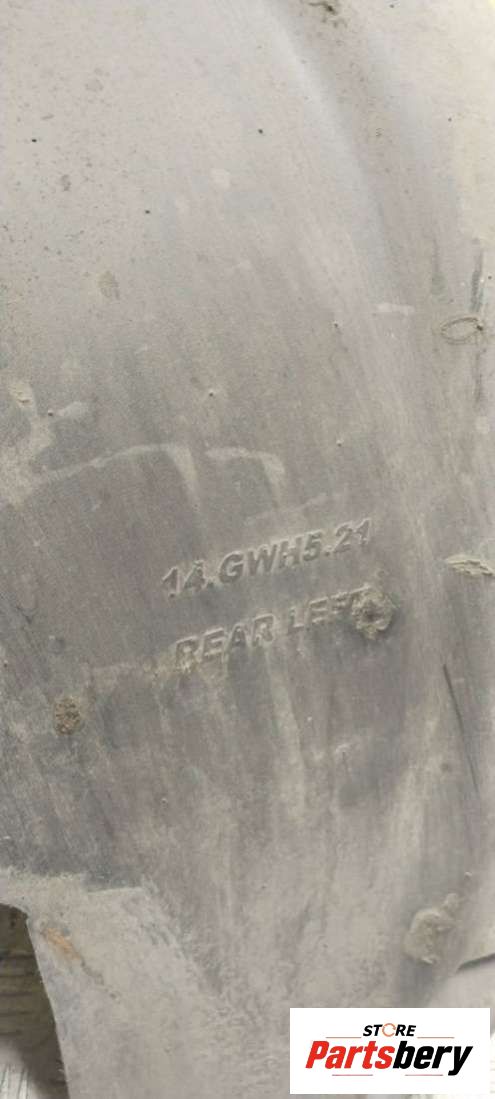 14.GWH5.21
REAR LEFT
STORE
Partsbery